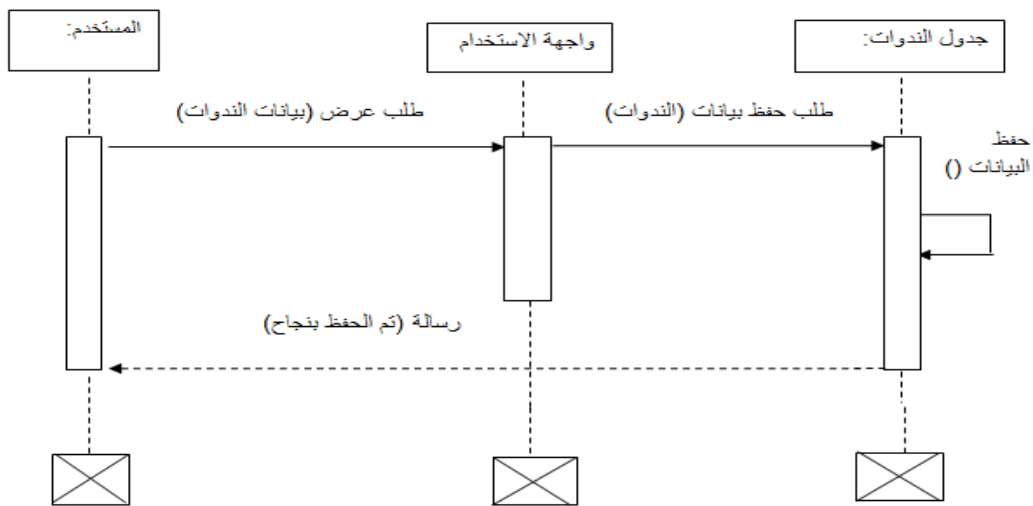 المستخدم:
واجهة الاستخدام
جدول الندوات:
طلب عرض (بيانات الندوات)
طلب حفظ بيانات (الندوات)
حفظ
البيانات ()
رسالة (تم الحفظ بنجاح)